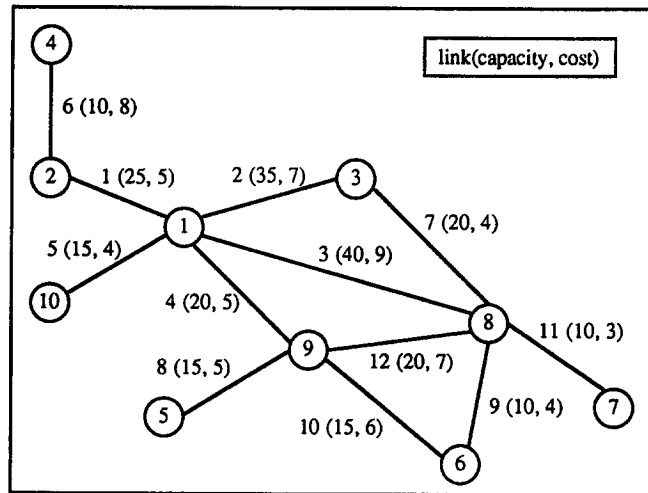 4
link(capacity, cost)
6 (10, 8)
2
1 (25, 5)
2 (35, 7)
3
1
7 (20, 4)
5 (15, 4)
3 (40, 9)
10
4 (20, 5)
8
11 (10, 3)
9
12 (20, 7)
8 (15, 5)
9 (10, 4)
7
5
10 (15, 6)
6